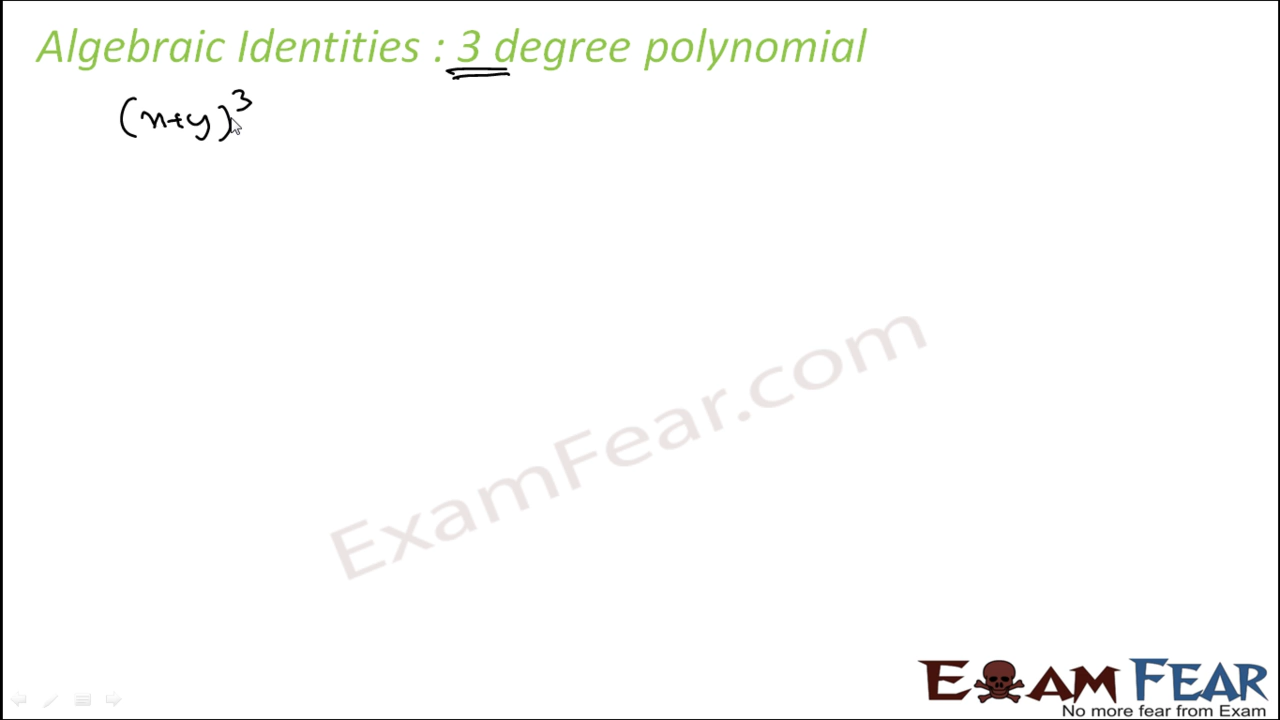 Algebraic Identities : 3 degree polynomial
(x+y)^3
ExamFear.com
EXAM FEAR
No more fear from Exam